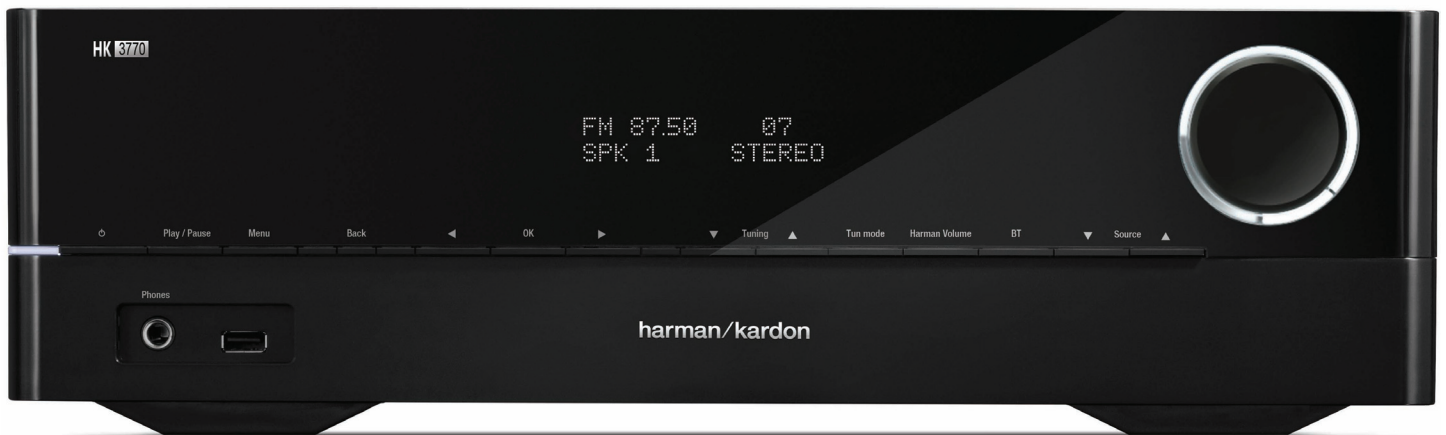 HK 3770
FM 87.50 07
SPK 1 STEREO
Play / Pause Menu Back OK Tuning Tun mode Harman Volume BT Source
Phones
harman/kardon